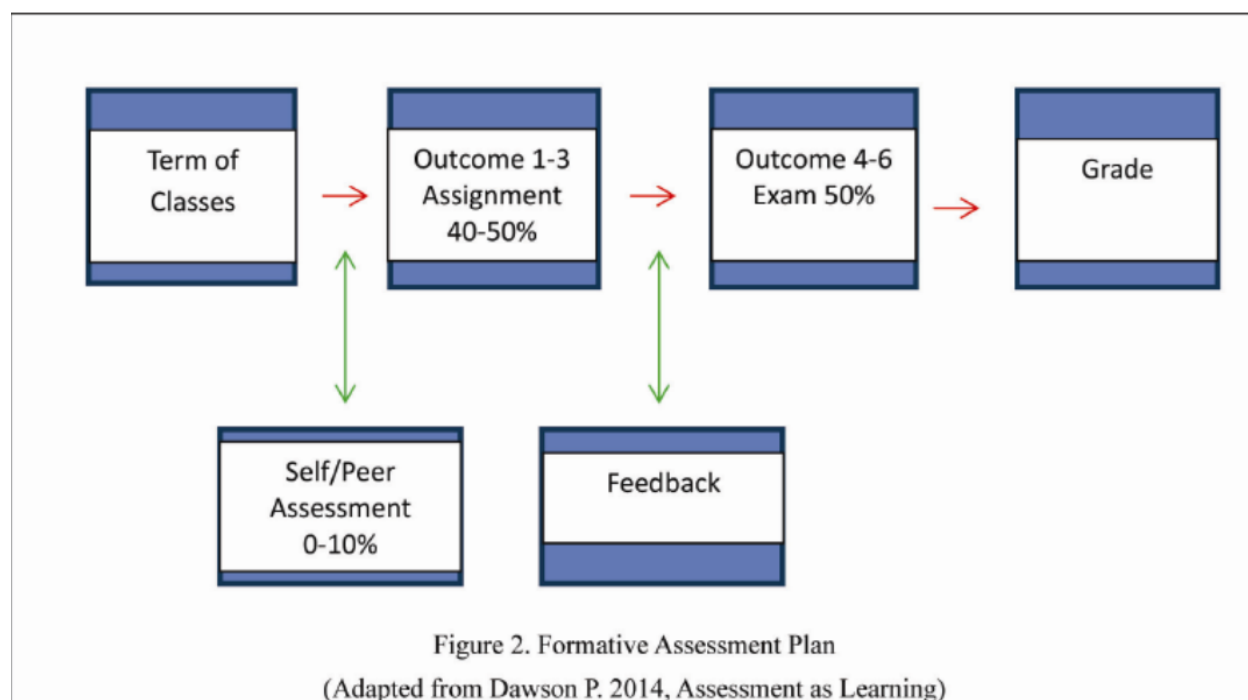 Term of
Classes
Outcome 1-3
Assignment
40-50%
Outcome 4-6
Exam 50%
Grade
Self/Peer
Assessment
0-10%
Feedback
Figure 2. Formative Assessment Plan
(Adapted from Dawson P. 2014, Assessment as Learning)